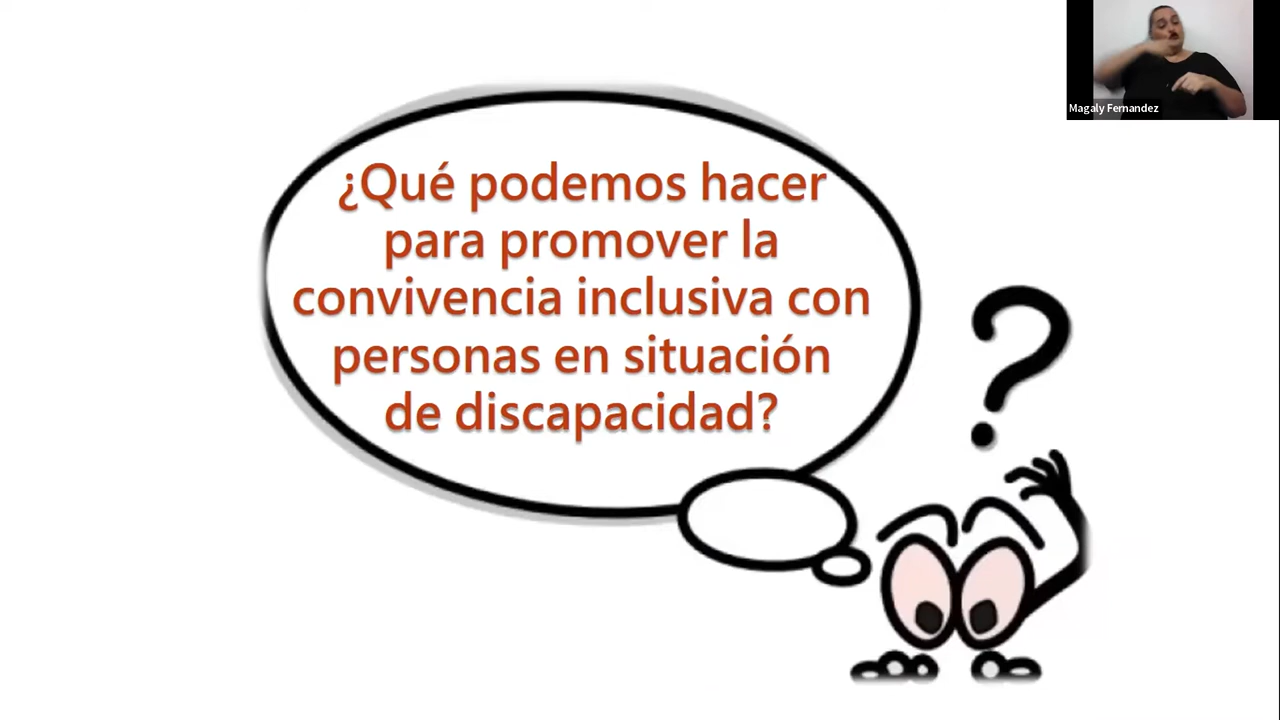 Magaly Fernandez
¿Qué podemos hacer
para promover la
convivencia inclusiva con
personas en situación
de discapacidad?
?